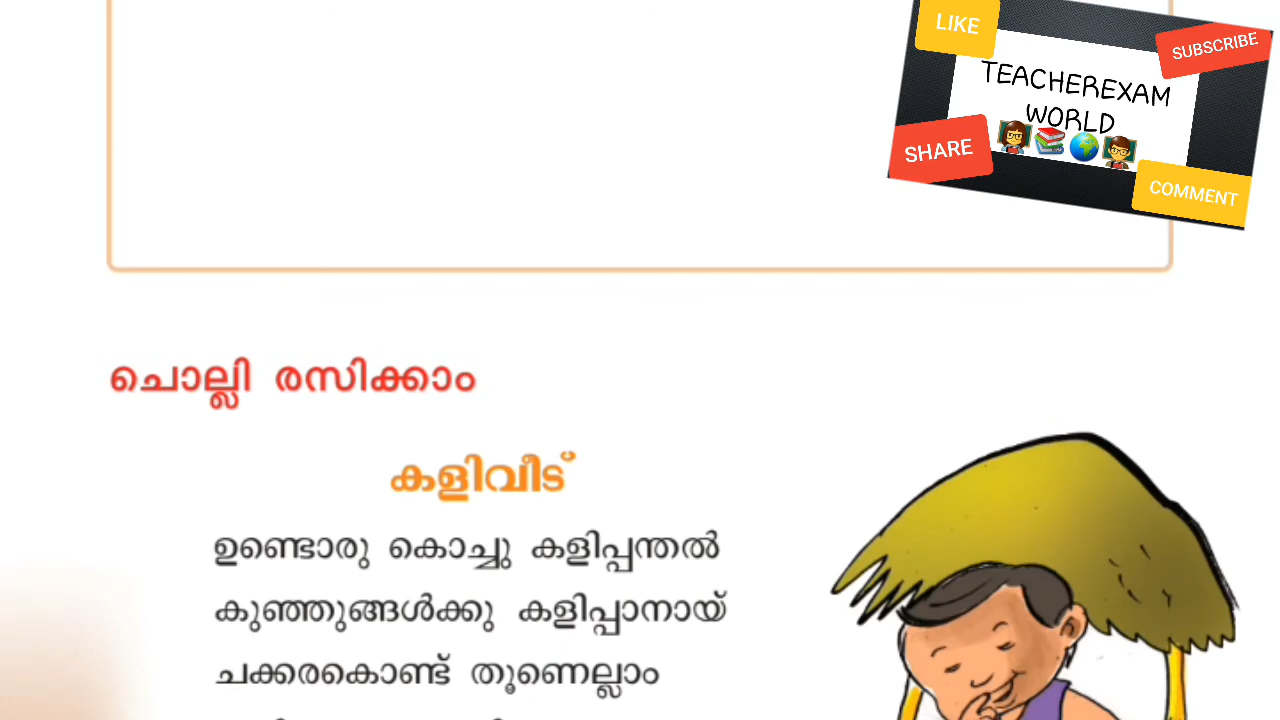 LIKE
SUBSCRIBE
TEACHEREXAM
WORLD
SHARE
COMMENT
ചൊല്ലി രസിക്കാം
കളിവീട്
ഉണ്ടൊരു കൊച്ചു കളിപ്പന്തൽ
കുഞ്ഞുങ്ങൾക്കു കളിപ്പാനായ്
ചക്കരകൊണ്ട് തൂണെല്ലാം